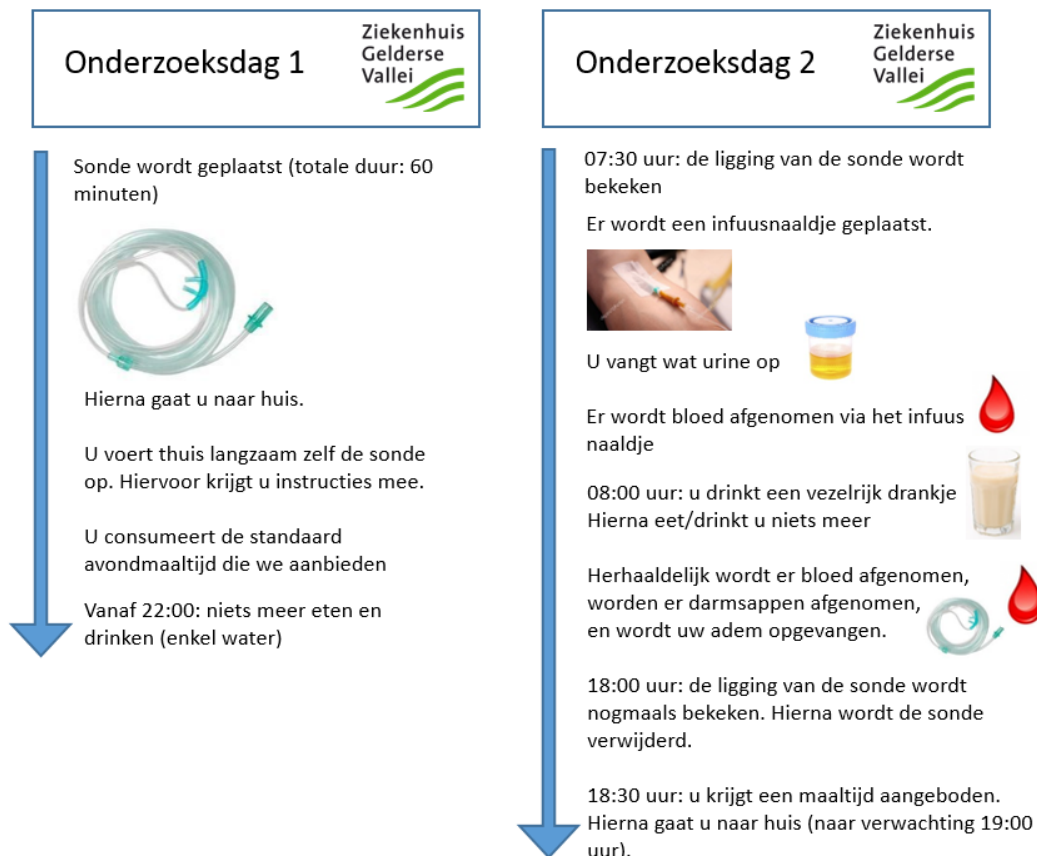 Onderzoeksdag 1
Ziekenhuis
Gelderse
Vallei
Sonde wordt geplaatst (totale duur: 60
minuten)
Hierna gaat u naar huis.
U voert thuis langzaam zelf de sonde
op. Hiervoor krijgt u instructies mee.
U consumeert de standaard
avondmaaltijd die we aanbieden
Vanaf 22:00: niets meer eten en
drinken (enkel water)
Onderzoeksdag 2
Ziekenhuis
Gelderse
Vallei
07:30 uur: de ligging van de sonde wordt
bekeken
Er wordt een infuusnaaldje geplaatst.
U vangt wat urine op
Er wordt bloed afgenomen via het infuus
naaldje
08:00 uur: u drinkt een vezelrijk drankje
Hierna eet/drinkt u niets meer
Herhaaldelijk wordt er bloed afgenomen,
worden er darmsappen afgenomen,
en wordt uw adem opgevangen.
18:00 uur: de ligging van de sonde wordt
nogmaals bekeken. Hierna wordt de sonde
verwijderd.
18:30 uur: u krijgt een maaltijd aangeboden.
Hierna gaat u naar huis (naar verwachting 19:00
uur).